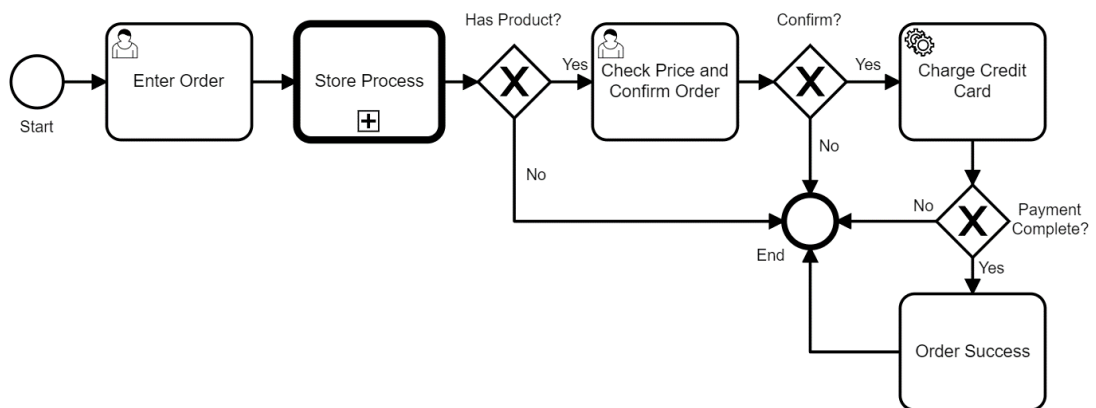 Has Product?
Confirm?
Enter Order
Store Process
Yes
Check Price and
Confirm Order
Yes
Charge Credit
Card
Start
No
No
No
Payment
Complete?
End
Yes
Order Success